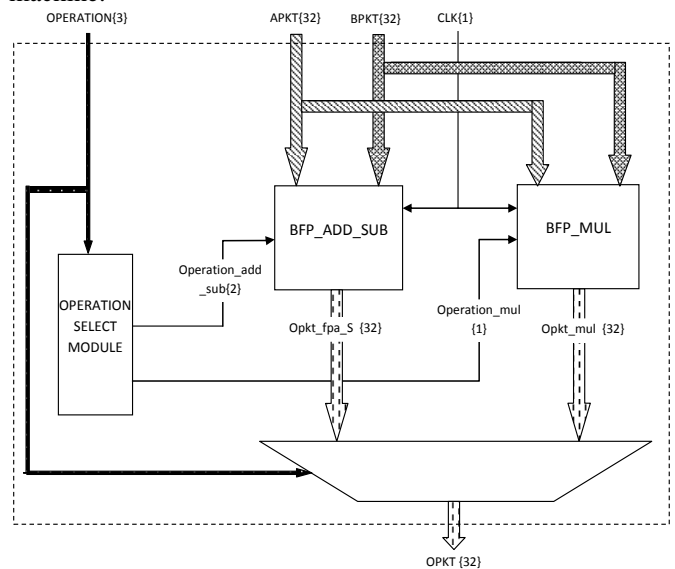 OPERATION{3}
APKT{32}
BPKT{32}
CLK{1}
BFP_ADD_SUB
BFP_MUL
Operation_add
_sub{2}
OPERATION
SELECT
MODULE
Operation_mul
{1}
Opkt_fpa_S {32}
Opkt_mul {32}
OPKT {32}